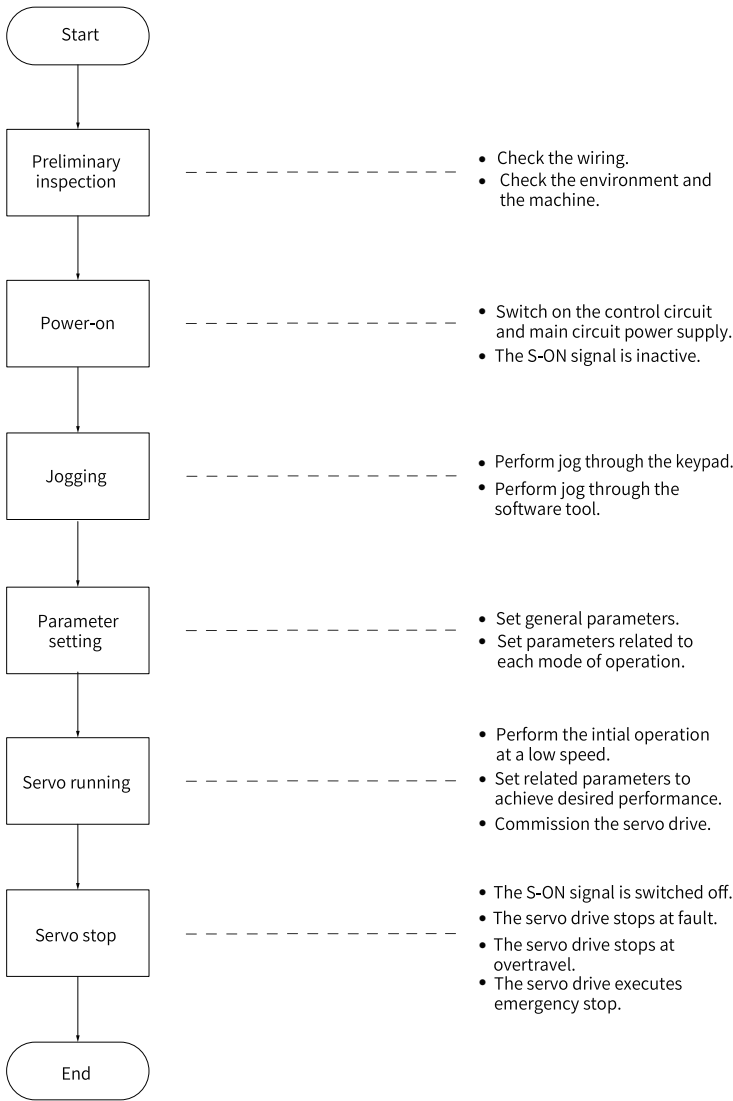 Start
Preliminary
inspection
• Check the wiring.
• Check the environment and
the machine.
Power-on
• Switch on the control circuit
and main circuit power supply.
• The S-ON signal is inactive.
Jogging
• Perform jog through the keypad.
• Perform jog through the
software tool.
Parameter
setting
• Set general parameters.
• Set parameters related to
each mode of operation.
Servo running
• Perform the intial operation
at a low speed.
• Set related parameters to
achieve desired performance.
• Commission the servo drive.
Servo stop
• The S-ON signal is switched off.
• The servo drive stops at fault.
• The servo drive stops at
overtravel.
• The servo drive executes
emergency stop.
End